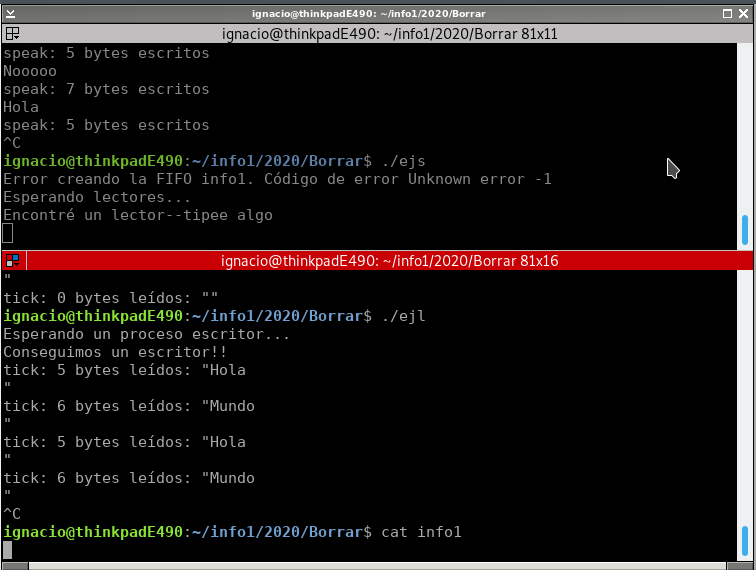 ignacio@thinkpadE490: ~/info1/2020/Borrar
ignacio@thinkpadE490: ~/info1/2020/Borrar 81x11
speak: 5 bytes escritos
Nooooo
speak: 7 bytes escritos
Hola
speak: 5 bytes escritos
^C
ignacio@thinkpadE490:~/info1/2020/Borrar$ ./ejs
Error creando la FIFO info1. Código de error Unknown error -1
Esperando lectores...
Encontré un lector--tipee algo
ignacio@thinkpadE490: ~/info1/2020/Borrar 81x16
"
tick: 0 bytes leídos: ""
ignacio@thinkpadE490:~/info1/2020/Borrar$ ./ejl
Esperando un proceso escritor...
Conseguimos un escritor!!
tick: 5 bytes leídos: "Hola
"
tick: 6 bytes leídos: "Mundo
"
tick: 5 bytes leídos: "Hola
"
tick: 6 bytes leídos: "Mundo
"
^C
ignacio@thinkpadE490:~/info1/2020/Borrar$ cat info1